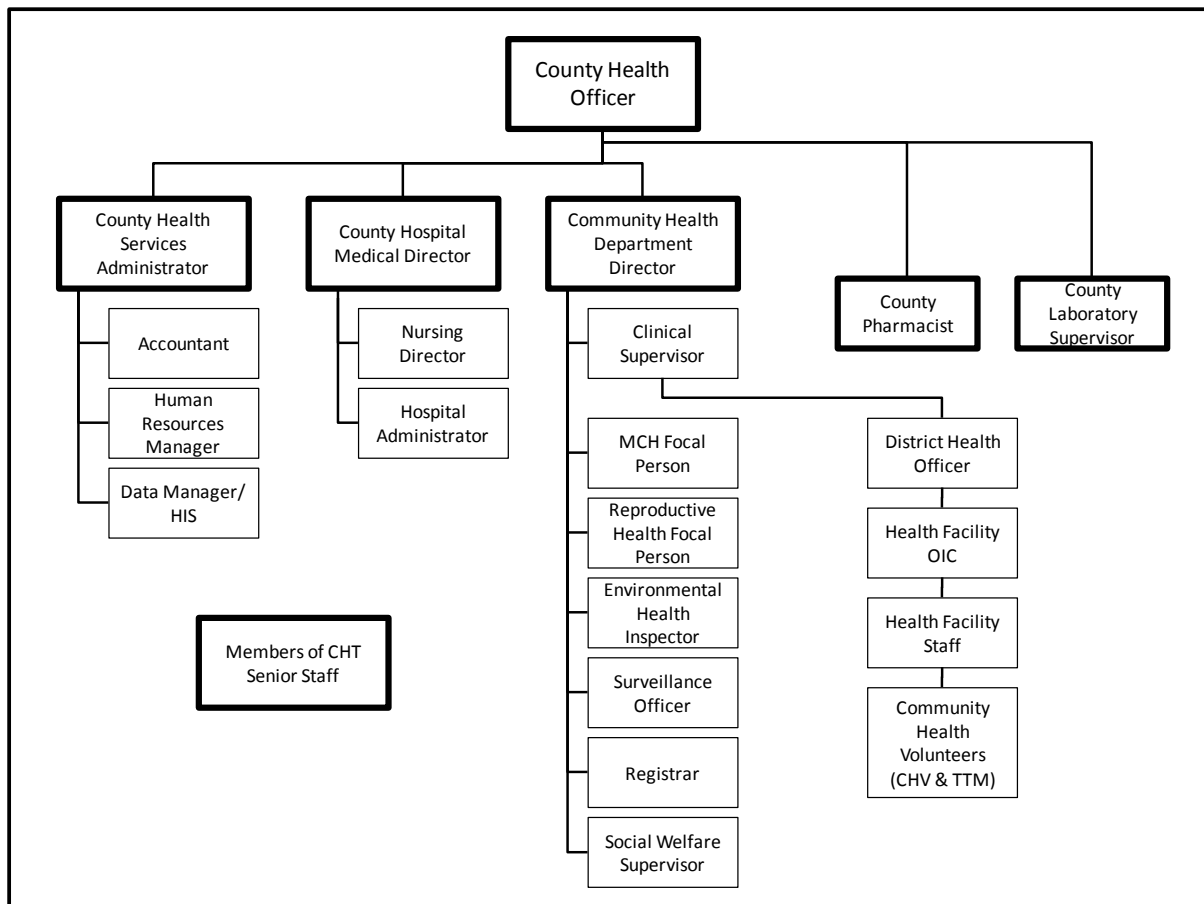 County Health
Officer
County Health
Services
Administrator
County Hospital
Medical Director
Community Health
Department
Director
County
Pharmacist
County
Laboratory
Supervisor
Accountant
Human
Resources
Manager
Data Manager/
HIS
Nursing
Director
Hospital
Administrator
Clinical
Supervisor
MCH Focal
Person
Reproductive
Health Focal
Person
Environmental
Health
Inspector
Surveillance
Officer
Registrar
Social Welfare
Supervisor
District Health
Officer
Health Facility
OIC
Health Facility
Staff
Community
Health
Volunteers
(CHV & TTM)
Members of CHT
Senior Staff